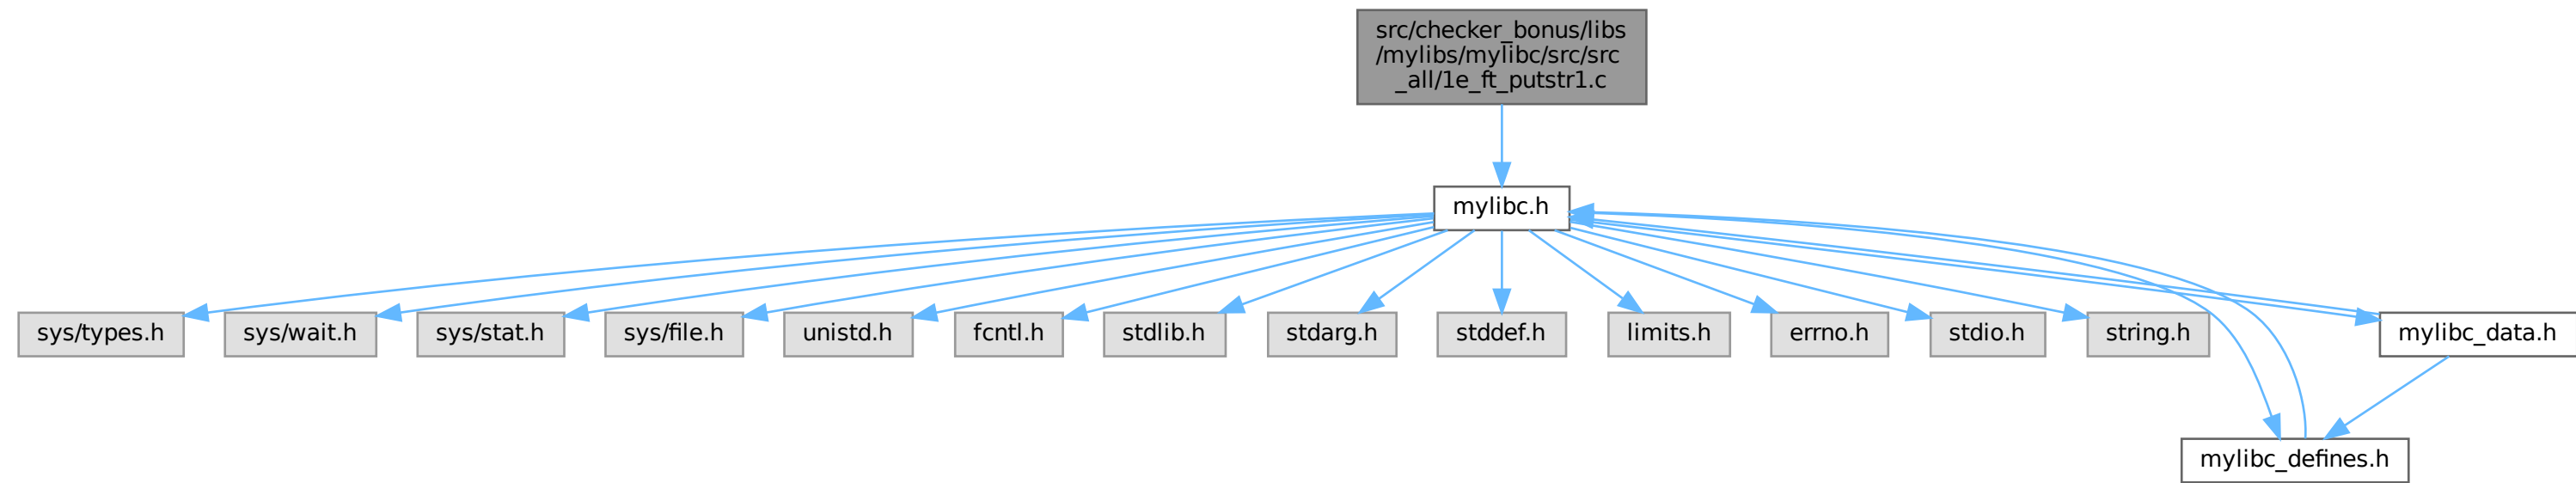 src/checker_bonus/libs
/mylibs/mylibc/src/src
_all/1e_ft_putstr1.c
mylibc.h
sys/types.h
sys/wait.h
sys/stat.h
sys/file.h
unistd.h
fcntl.h
stdlib.h
stdarg.h
stddef.h
limits.h
errno.h
stdio.h
string.h
mylibc_data.h
mylibc_defines.h